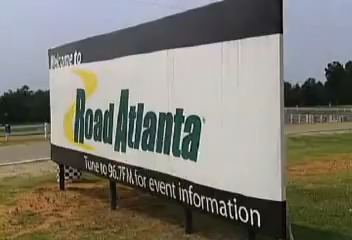 Welcome to
Road Atlanta
Tune to 96.7FM for event information